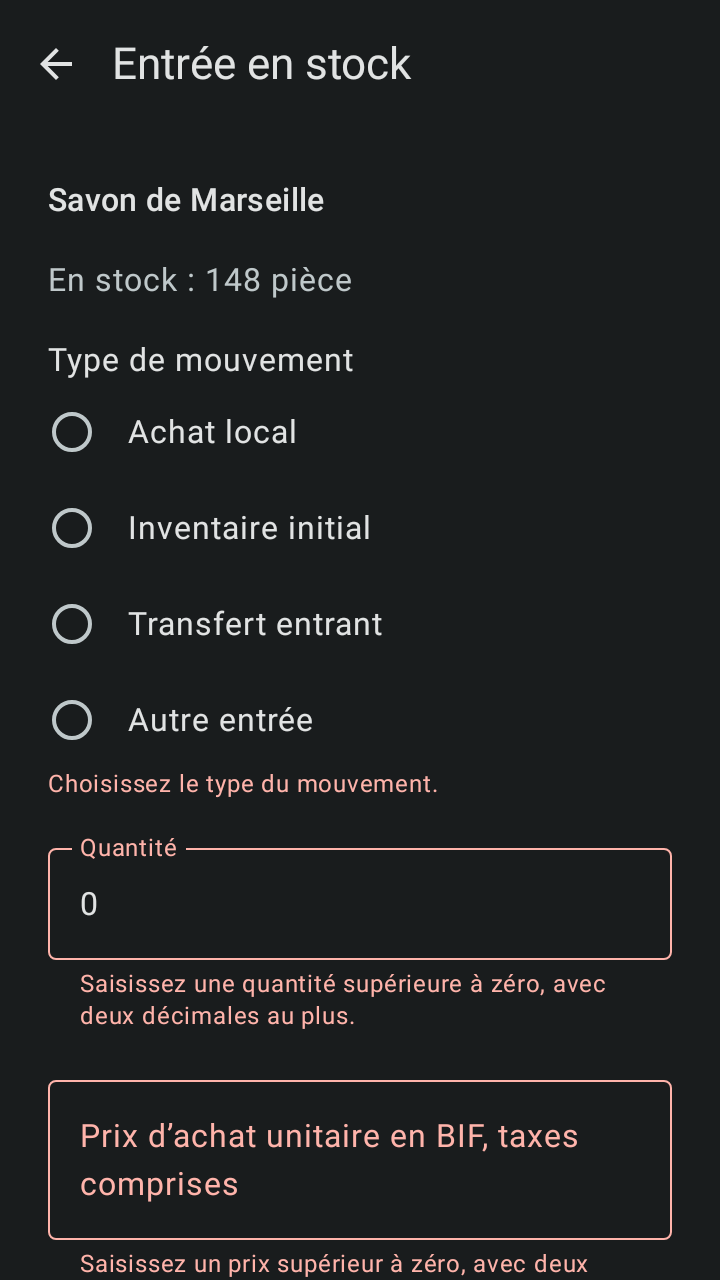 Entrée en stock
Savon de Marseille
En stock : 148 pièce
Type de mouvement
Achat local
Inventaire initial
Transfert entrant
Autre entrée
Choisissez le type du mouvement.
Quantité
0
Saisissez une quantité supérieure à zéro, avec
deux décimales au plus.
Prix d’achat unitaire en BIF, taxes
comprises
Saisissez un prix supérieur à zéro, avec deux